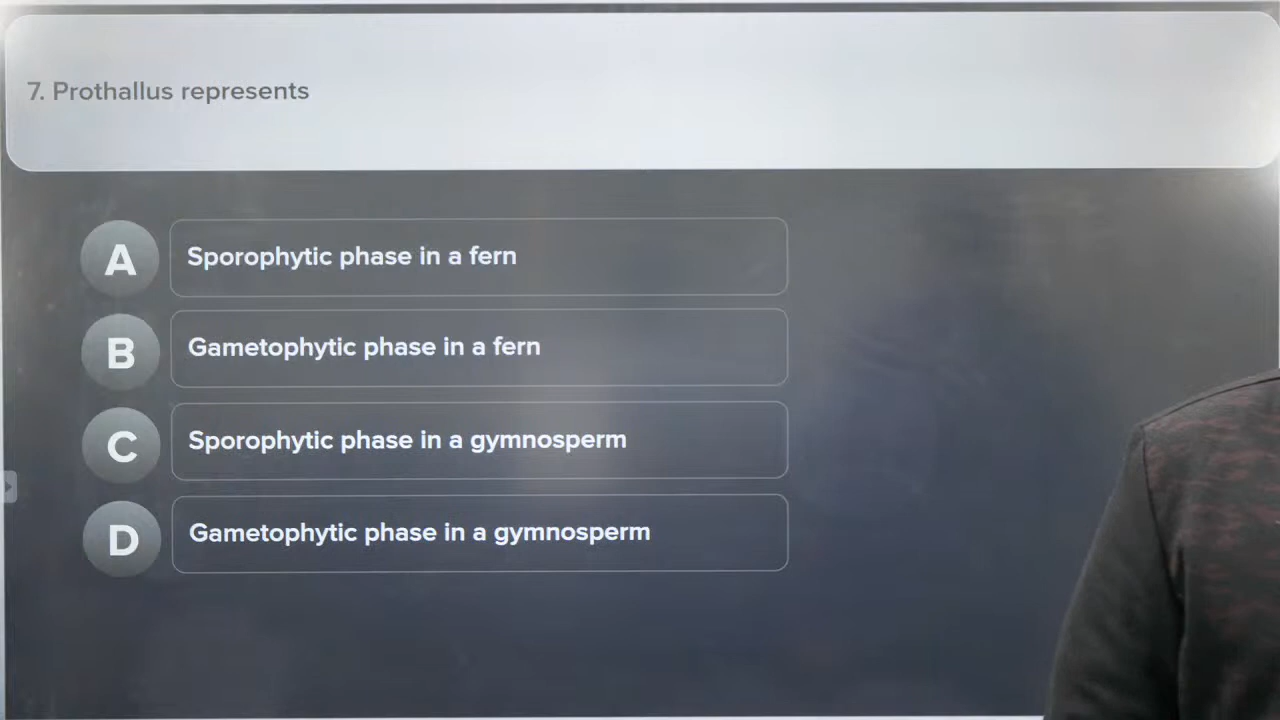 7. Prothallus represents
A
Sporophytic phase in a fern
B
Gametophytic phase in a fern
C
Sporophytic phase in a gymnosperm
D
Gametophytic phase in a gymnosperm